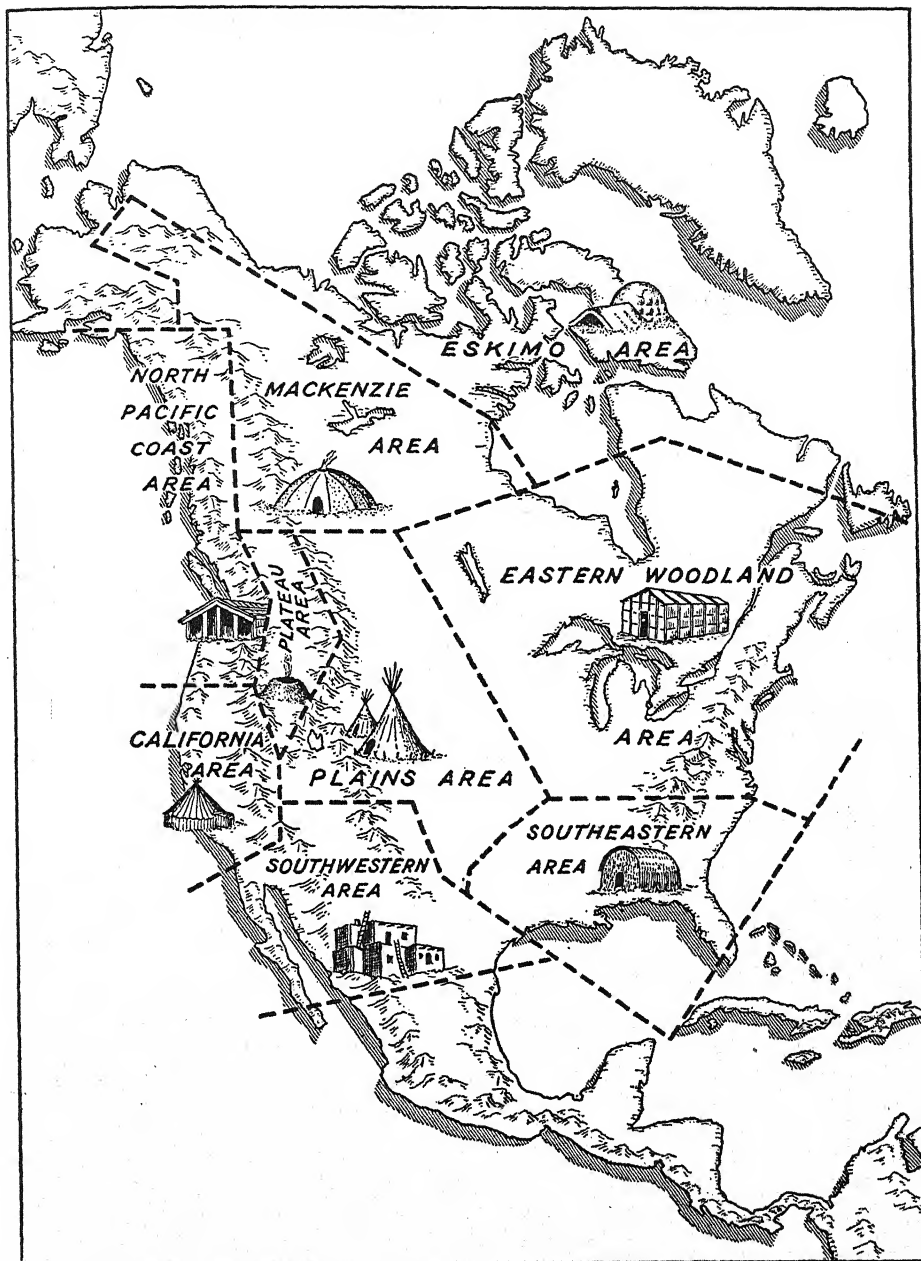 ESKIMO AREA
NORTH
PACIFIC
COAST
AREA
MACKENZIE
AREA
PLATEAU
AREA
EASTERN WOODLAND
AREA
CALIFORNIA
AREA
PLAINS AREA
SOUTHWESTERN
AREA
SOUTHEASTERN
AREA